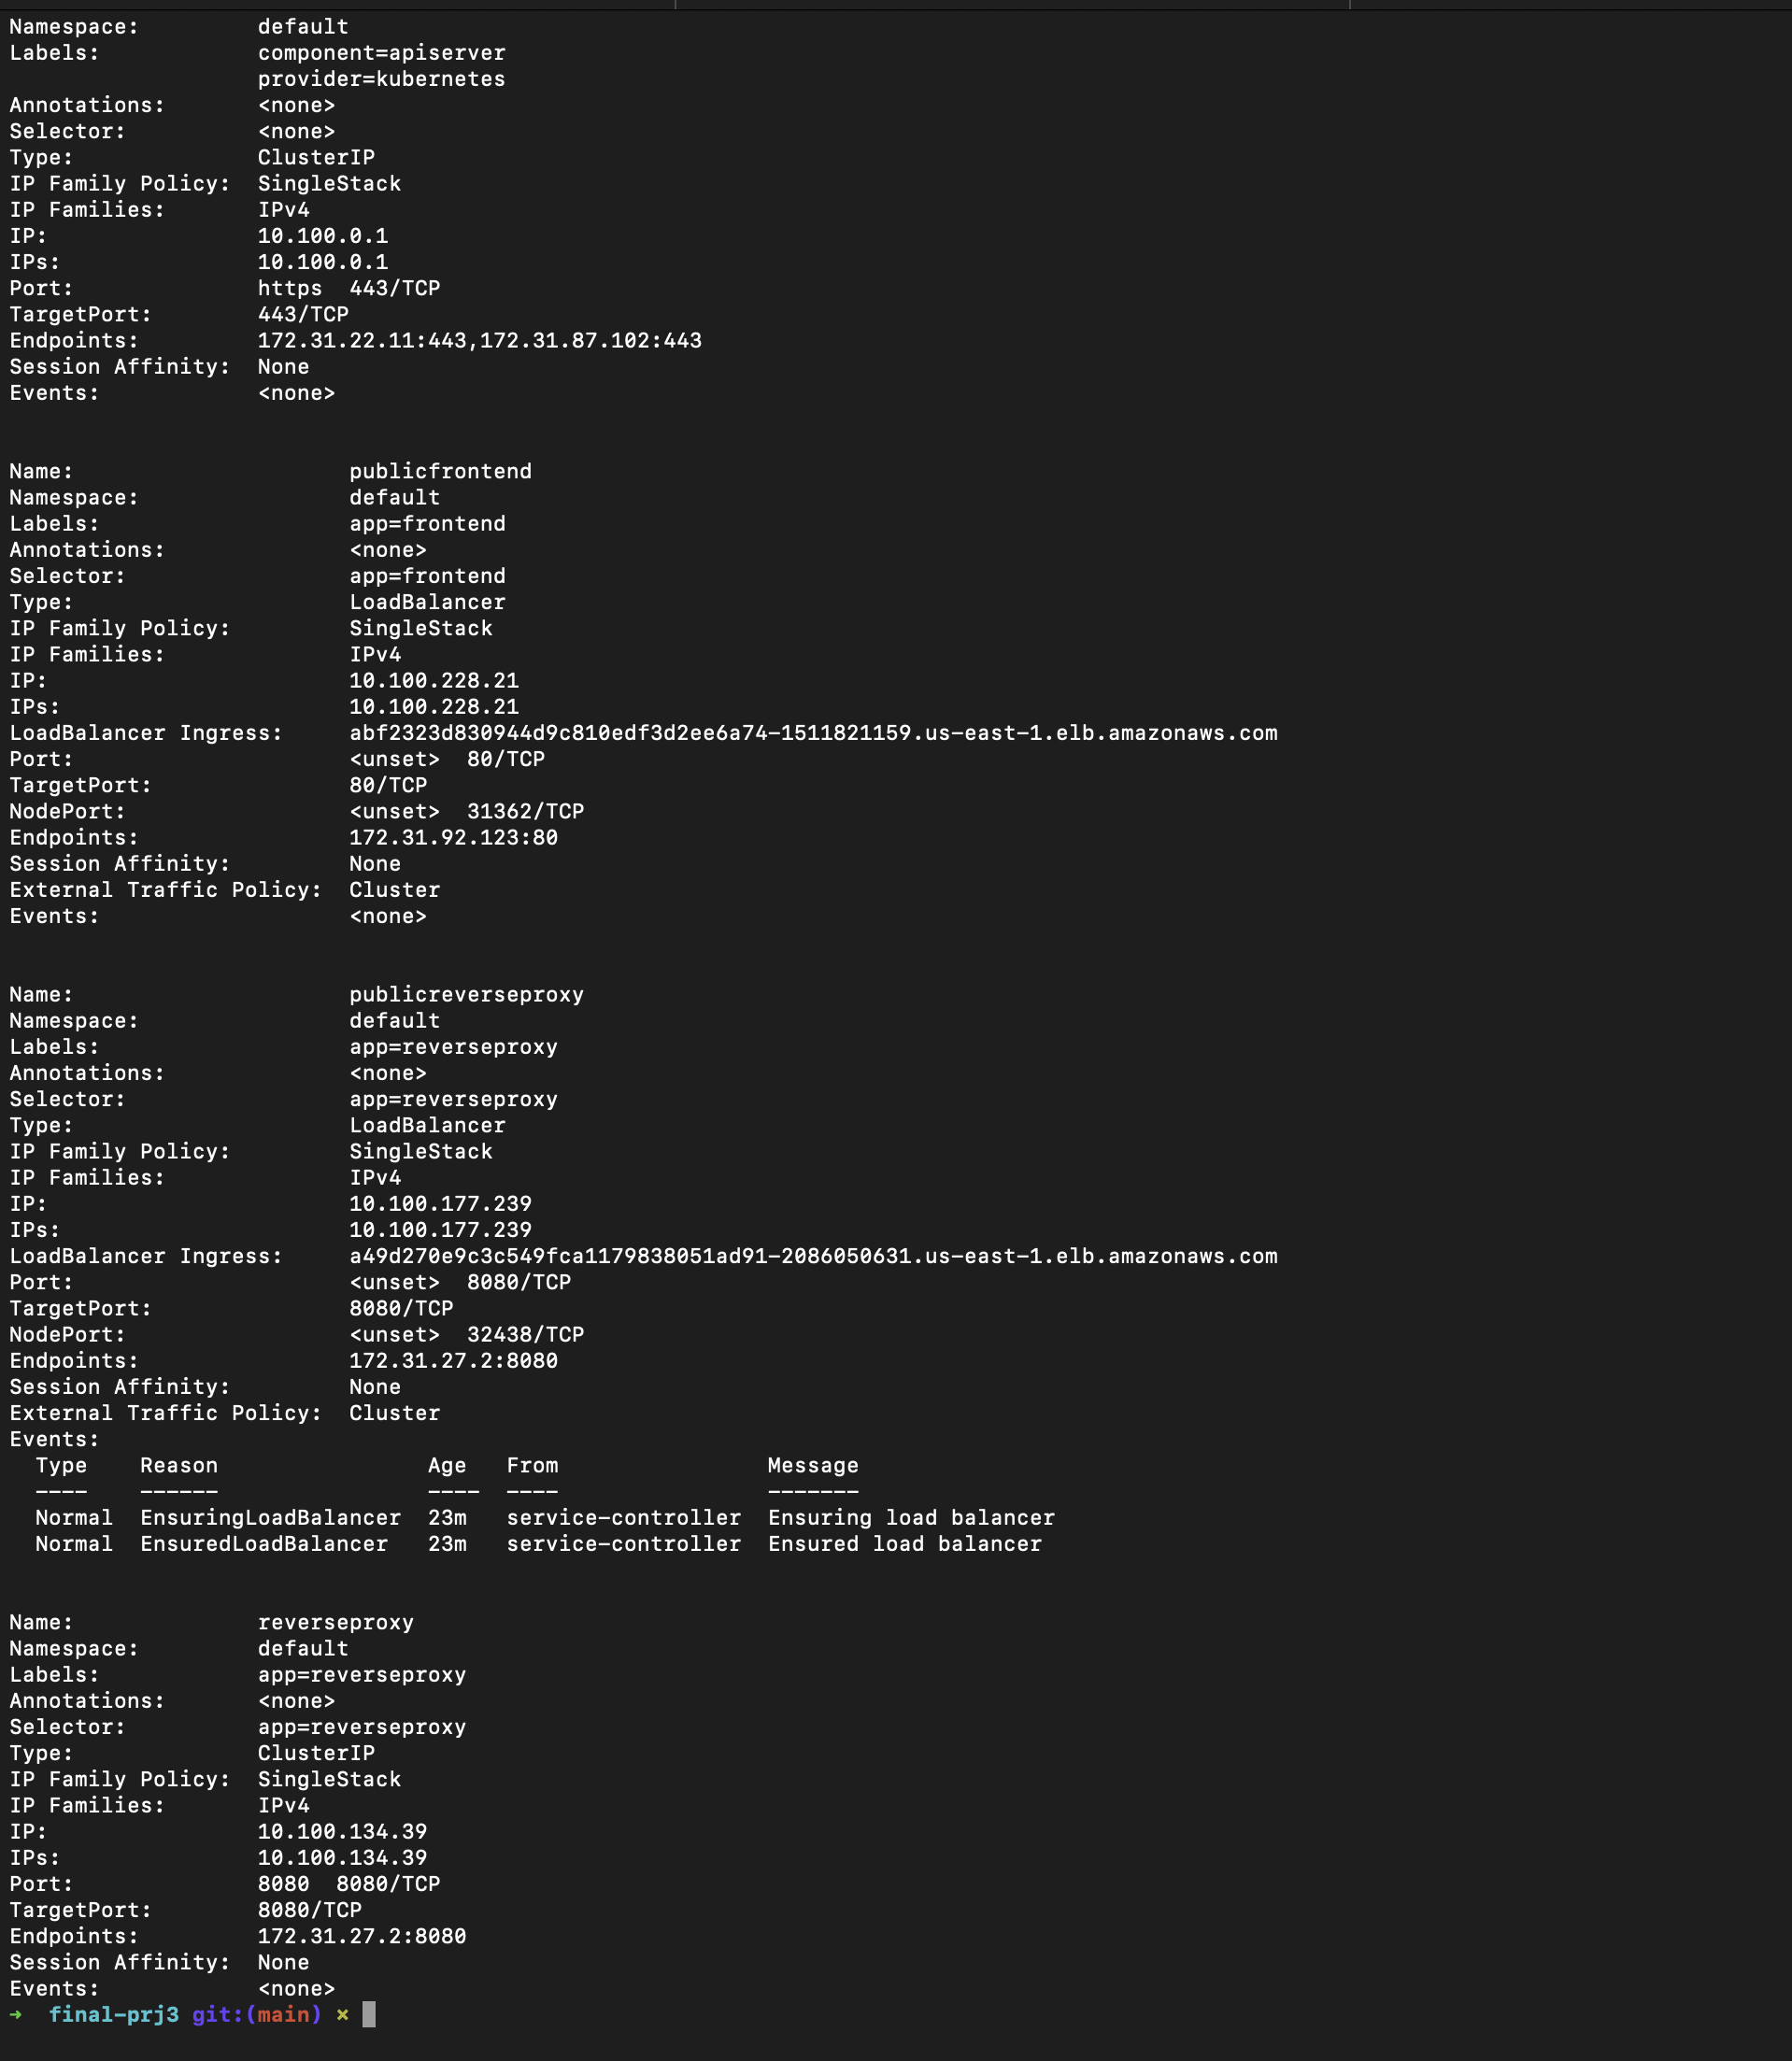 Namespace:         default
Labels:            component=apiserver
                   provider=kubernetes
Annotations:       <none>
Selector:          <none>
Type:              ClusterIP
IP Family Policy:  SingleStack
IP Families:       IPv4
IP:                10.100.0.1
IPs:               10.100.0.1
Port:              https  443/TCP
TargetPort:        443/TCP
Endpoints:         172.31.22.11:443,172.31.87.102:443
Session Affinity:  None
Events:            <none>
Name:                     publicfrontend
Namespace:                default
Labels:                   app=frontend
Annotations:              <none>
Selector:                 app=frontend
Type:                     LoadBalancer
IP Family Policy:         SingleStack
IP Families:              IPv4
IP:                       10.100.228.21
IPs:                      10.100.228.21
LoadBalancer Ingress:     abf2323d830944d9c810edf3d2ee6a74-1511821159.us-east-1.elb.amazonaws.com
Port:                     <unset>  80/TCP
TargetPort:               80/TCP
NodePort:                 <unset>  31362/TCP
Endpoints:                172.31.92.123:80
Session Affinity:         None
External Traffic Policy:  Cluster
Events:                   <none>
Name:                     publicreverseproxy
Namespace:                default
Labels:                   app=reverseproxy
Annotations:              <none>
Selector:                 app=reverseproxy
Type:                     LoadBalancer
IP Family Policy:         SingleStack
IP Families:              IPv4
IP:                       10.100.177.239
IPs:                      10.100.177.239
LoadBalancer Ingress:     a49d270e9c3c549fca1179838051ad91-2086050631.us-east-1.elb.amazonaws.com
Port:                     <unset>  8080/TCP
TargetPort:               8080/TCP
NodePort:                 <unset>  32438/TCP
Endpoints:                172.31.27.2:8080
Session Affinity:         None
External Traffic Policy:  Cluster
Events:
  Type    Reason                Age   From                Message
  ----    ------                ----  ----                -------
  Normal  EnsuringLoadBalancer  23m   service-controller  Ensuring load balancer
  Normal  EnsuredLoadBalancer   23m   service-controller  Ensured load balancer
Name:              reverseproxy
Namespace:         default
Labels:            app=reverseproxy
Annotations:       <none>
Selector:          app=reverseproxy
Type:              ClusterIP
IP Family Policy:  SingleStack
IP Families:       IPv4
IP:                10.100.134.39
IPs:               10.100.134.39
Port:              8080  8080/TCP
TargetPort:        8080/TCP
Endpoints:         172.31.27.2:8080
Session Affinity:  None
Events:            <none>
➜  final-prj3 git:(main) ✗